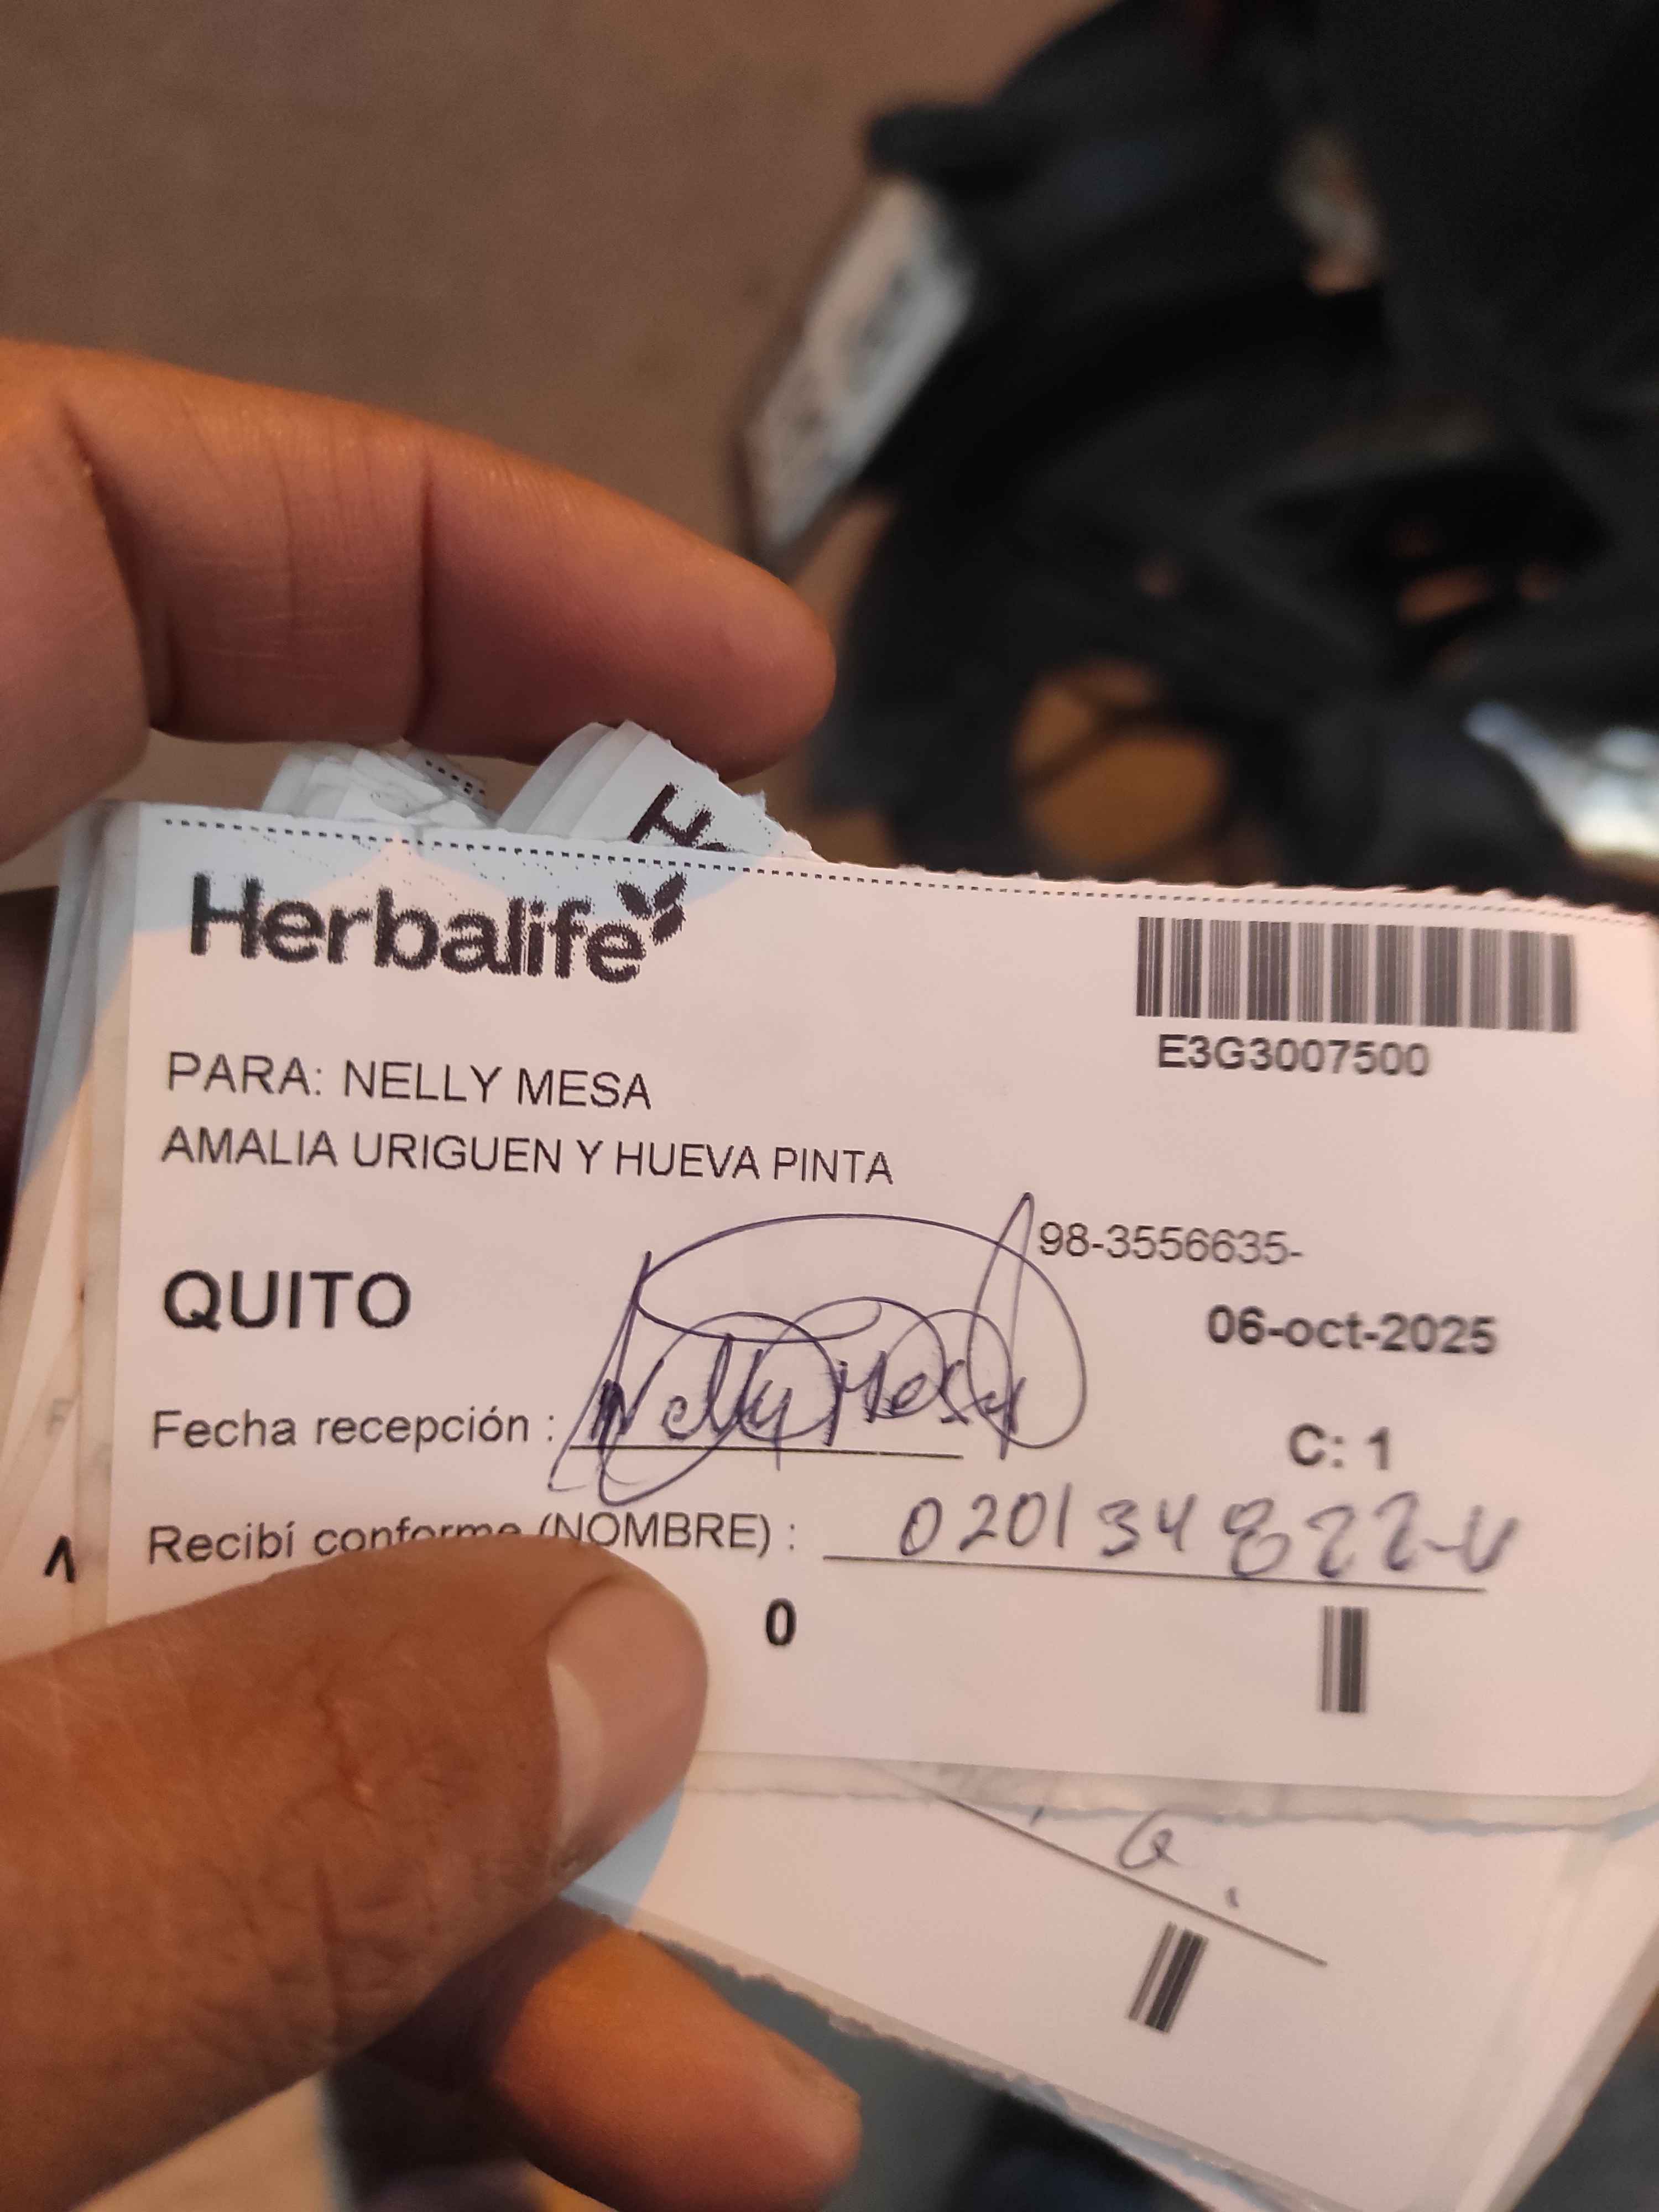 Herbalife
E3G3007500
PARA: NELLY MESA
AMALIA URIGUEN Y HUEVA PINTA
98-3556635-
QUITO
06-oct-2025
Fecha recepción : Nelly Mesa
C: 1
Recibí conforme (NOMBRE) : 020134822-4
0